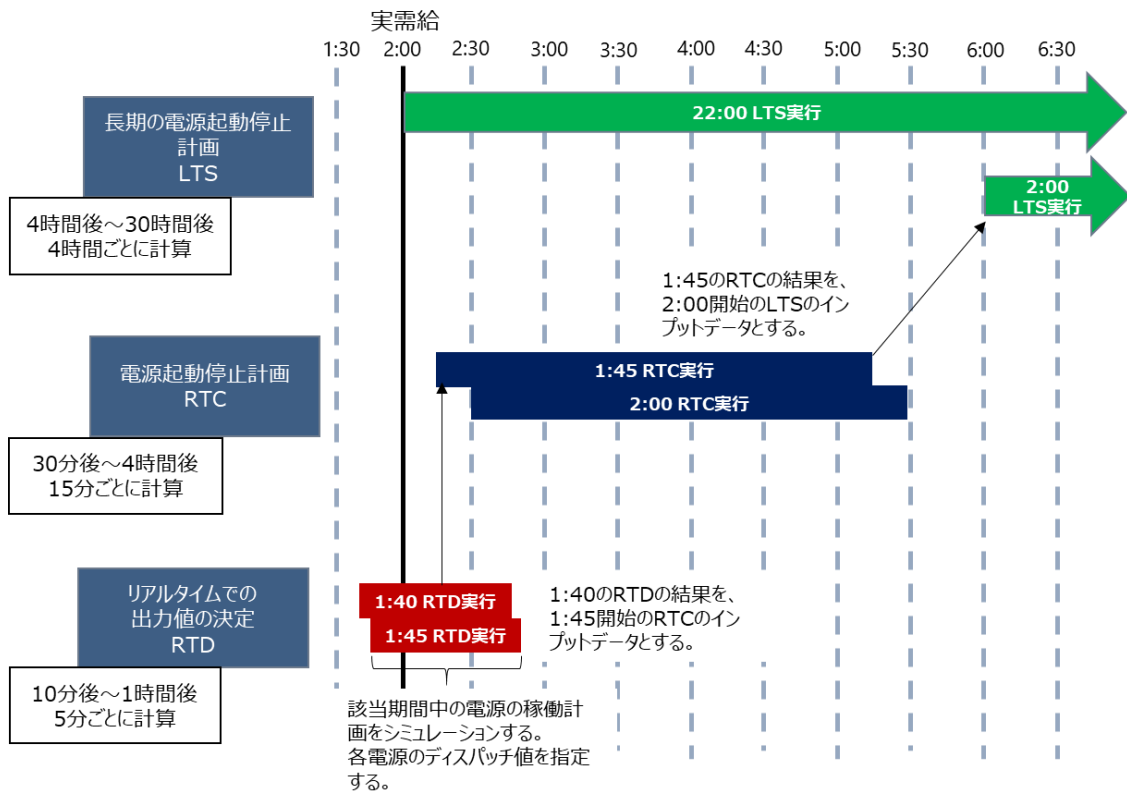 実需給
1:30 2:00 2:30 3:00 3:30 4:00 4:30 5:00 5:30 6:00 6:30
長期の電源起動停止
計画
LTS
22:00 LTS実行
2:00
LTS実行
4時間後～30時間後
4時間ごとに計算
1:45のRTCの結果を、
2:00開始のLTSのイン
プットデータとする。
電源起動停止計画
RTC
1:45 RTC実行
2:00 RTC実行
30分後～4時間後
15分ごとに計算
リアルタイムでの
出力値の決定
RTD
1:40 RTD実行
1:45 RTD実行
1:40のRTDの結果を、
1:45開始のRTCのイン
プットデータとする。
10分後～1時間後
5分ごとに計算
該当期間中の電源の稼働計
画をシミュレーションする。
各電源のディスパッチ値を指定
する。